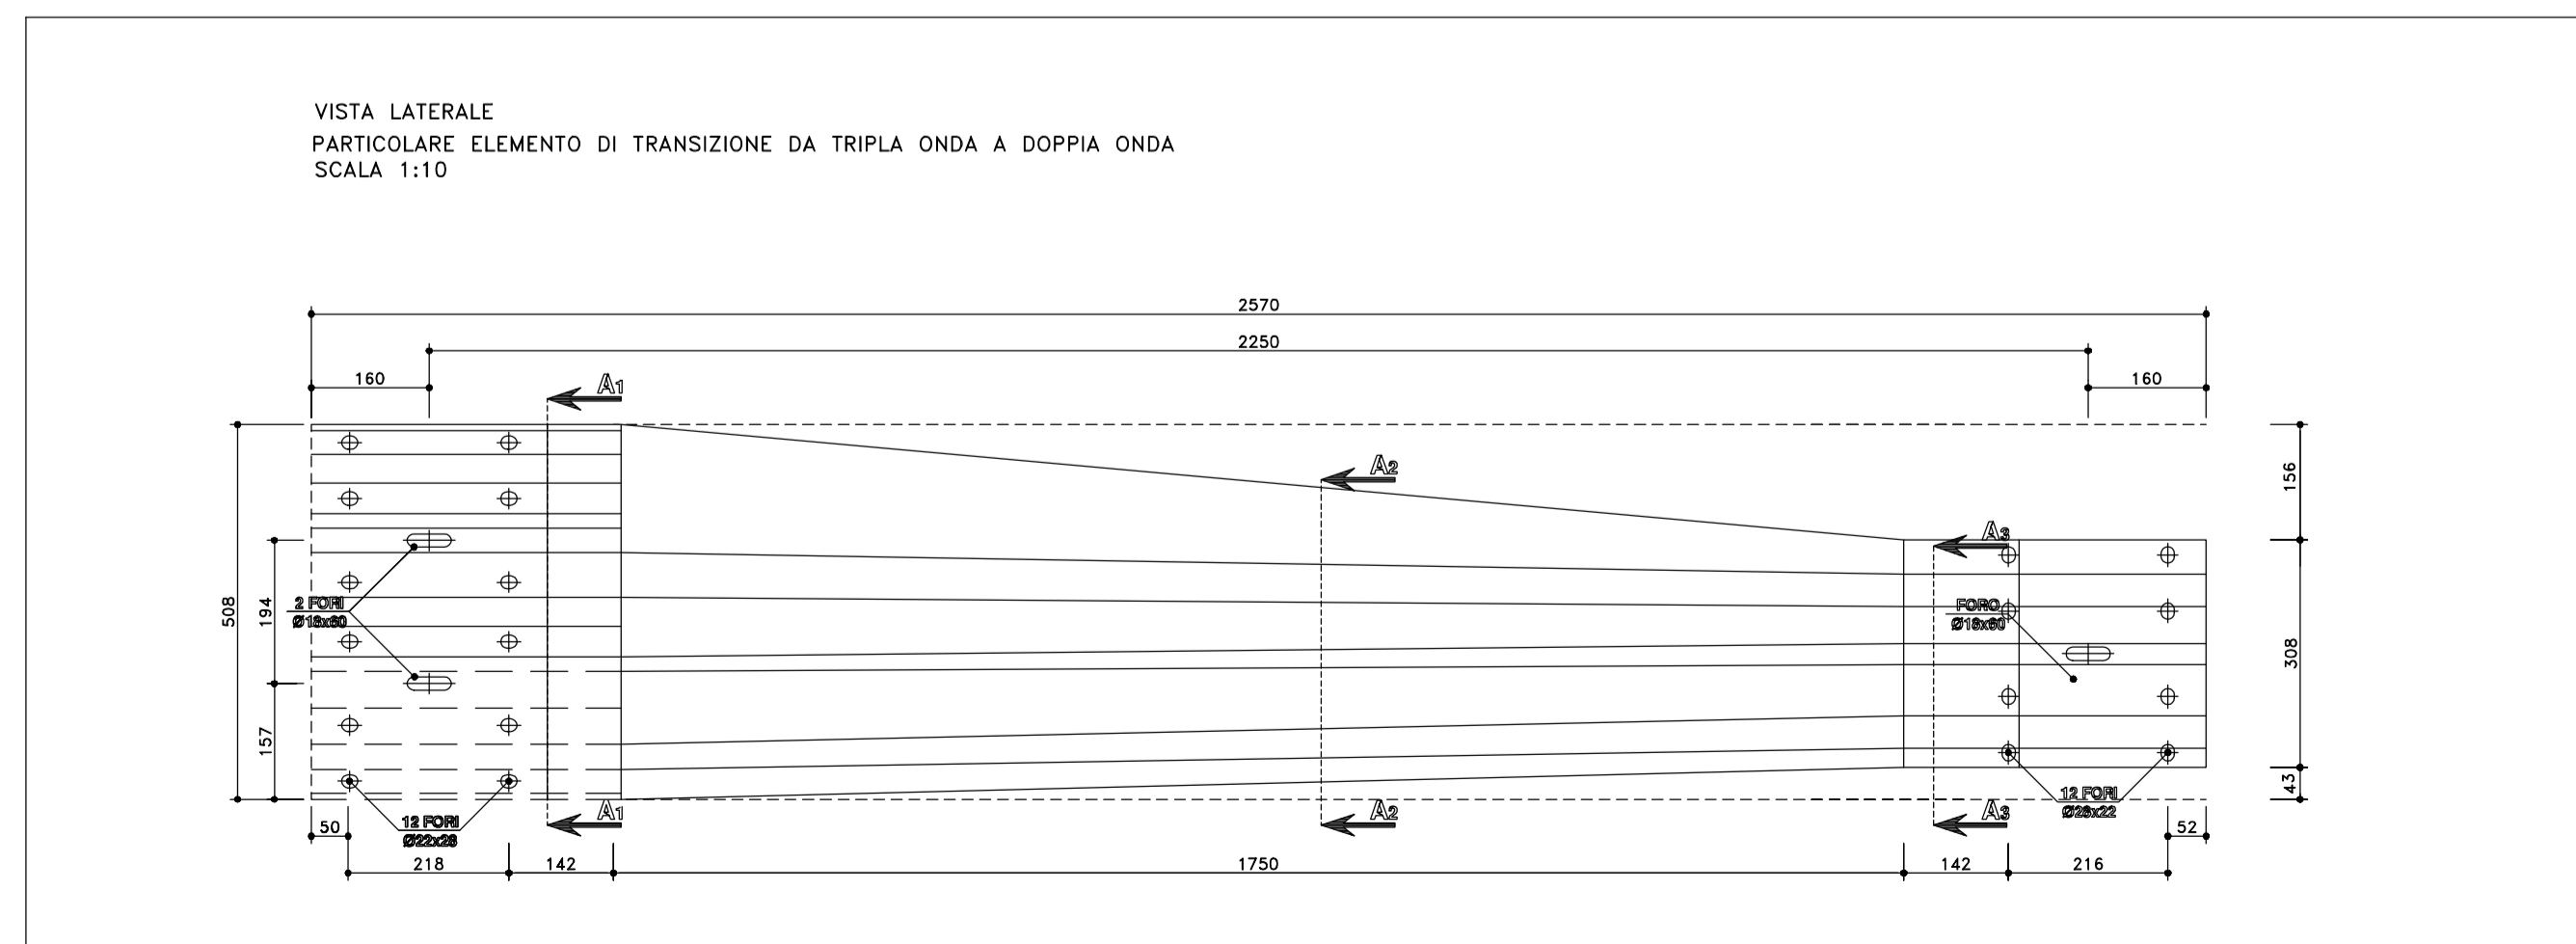 VISTA LATERALE
PARTICOLARE ELEMENTO DI TRANSIZIONE DA TRIPLA ONDA A DOPPIA ONDA
SCALA 1:10
2570
2250
160
160
A1
A2
A3
508
194
157
156
308
43
2 FORI
Ø18x60
FORO
Ø18x60
12 FORI
Ø22x28
12 FORI
Ø28x22
A1
A2
A3
50
52
218
142
1750
142
216